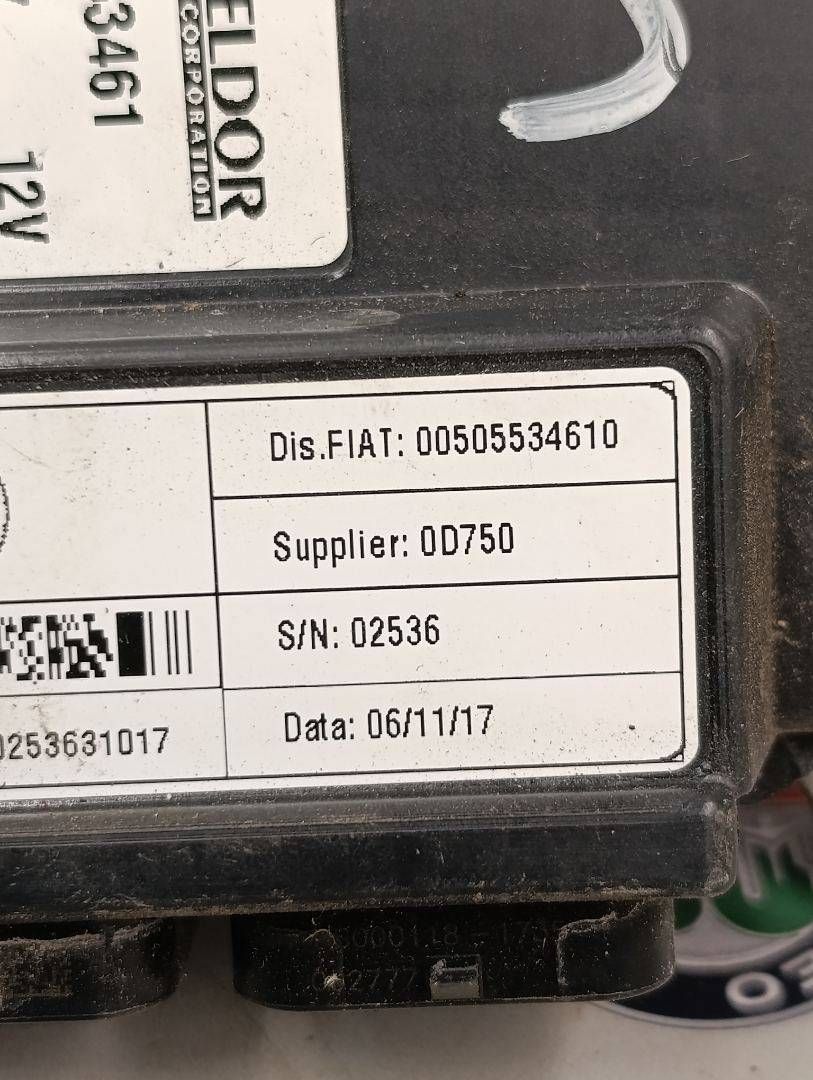 ELDOR
CORPORATION
3461
12V
Dis.FIAT: 00505534610
Supplier: 0D750
S/N: 02536
0253631017
Data: 06/11/17